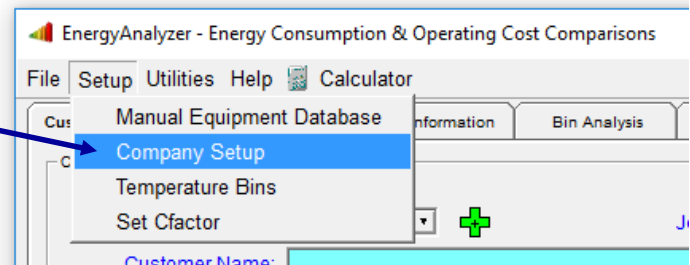 EnergyAnalyzer - Energy Consumption & Operating Cost Comparisons
File Setup Utilities Help Calculator
Manual Equipment Database
Bin Analysis
Company Setup
Temperature Bins
Set Cfactor
Customer Name: